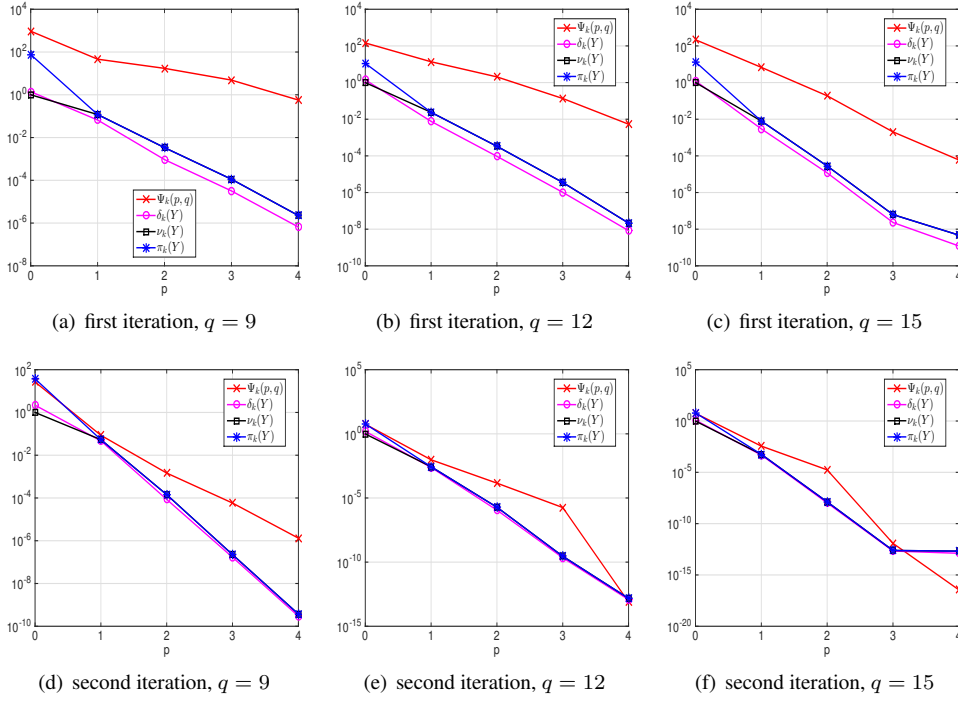 10^4
10^2
10^0
10^-2
10^-4
10^-6
10^-8
Ψ_k(p, q)
δ_k(Y)
ν_k(Y)
π_k(Y)
0 1 2 3 4
p
(a) first iteration, q = 9
10^4
10^2
10^0
10^-2
10^-4
10^-6
10^-8
10^-10
Ψ_k(p, q)
δ_k(Y)
ν_k(Y)
π_k(Y)
0 1 2 3 4
p
(b) first iteration, q = 12
10^4
10^2
10^0
10^-2
10^-4
10^-6
10^-8
10^-10
Ψ_k(p, q)
δ_k(Y)
ν_k(Y)
π_k(Y)
0 1 2 3 4
p
(c) first iteration, q = 15
10^2
10^0
10^-2
10^-4
10^-6
10^-8
10^-10
Ψ_k(p, q)
δ_k(Y)
ν_k(Y)
π_k(Y)
0 1 2 3 4
p
(d) second iteration, q = 9
10^5
10^0
10^-5
10^-10
10^-15
Ψ_k(p, q)
δ_k(Y)
ν_k(Y)
π_k(Y)
0 1 2 3 4
p
(e) second iteration, q = 12
10^5
10^0
10^-5
10^-10
10^-15
10^-20
Ψ_k(p, q)
δ_k(Y)
ν_k(Y)
π_k(Y)
0 1 2 3 4
p
(f) second iteration, q = 15